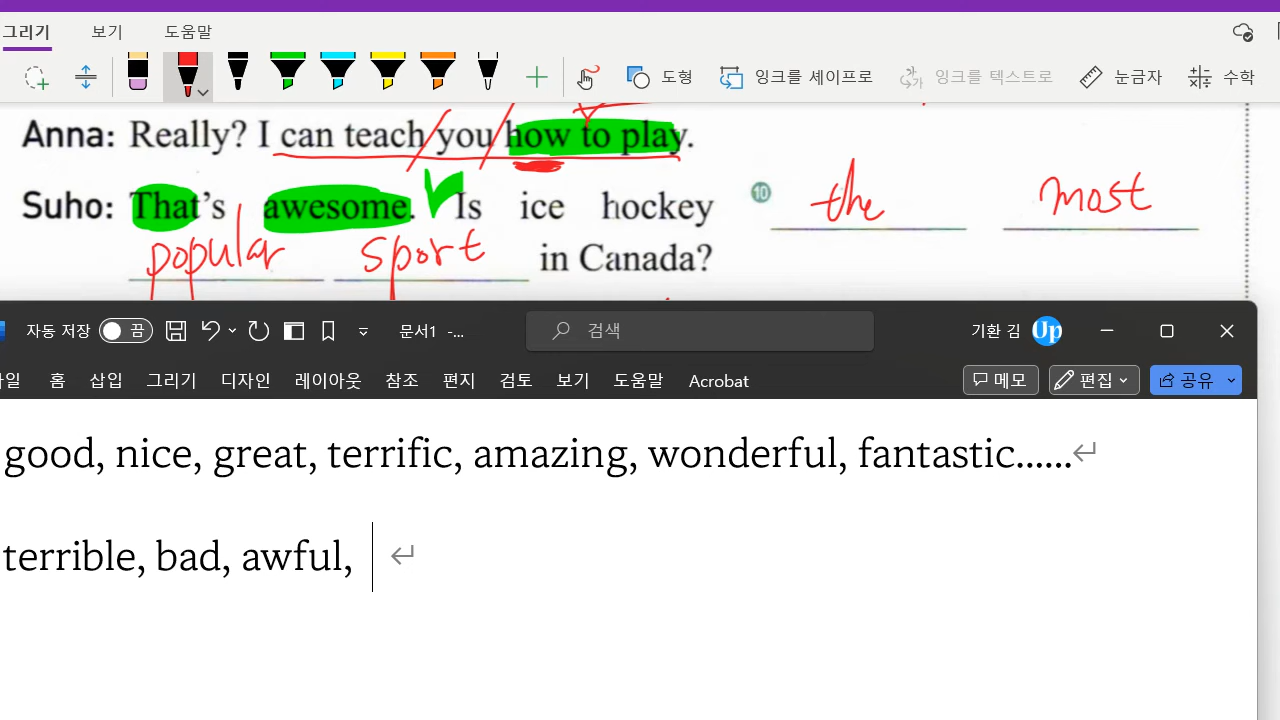 그리기 보기 도움말
도형 잉크를 셰이프로 잉크를 텍스트로 눈금자 수학
Anna: Really? I can teach you how to play.
Suho: That's awesome. Is ice hockey ⑩ the most
popular sport in Canada?
자동 저장 끔 문서1 -... 검색 기환 김 Up
일 홈 삽입 그리기 디자인 레이아웃 참조 편지 검토 보기 도움말 Acrobat 메모 편집 공유
good, nice, great, terrific, amazing, wonderful, fantastic......
terrible, bad, awful,